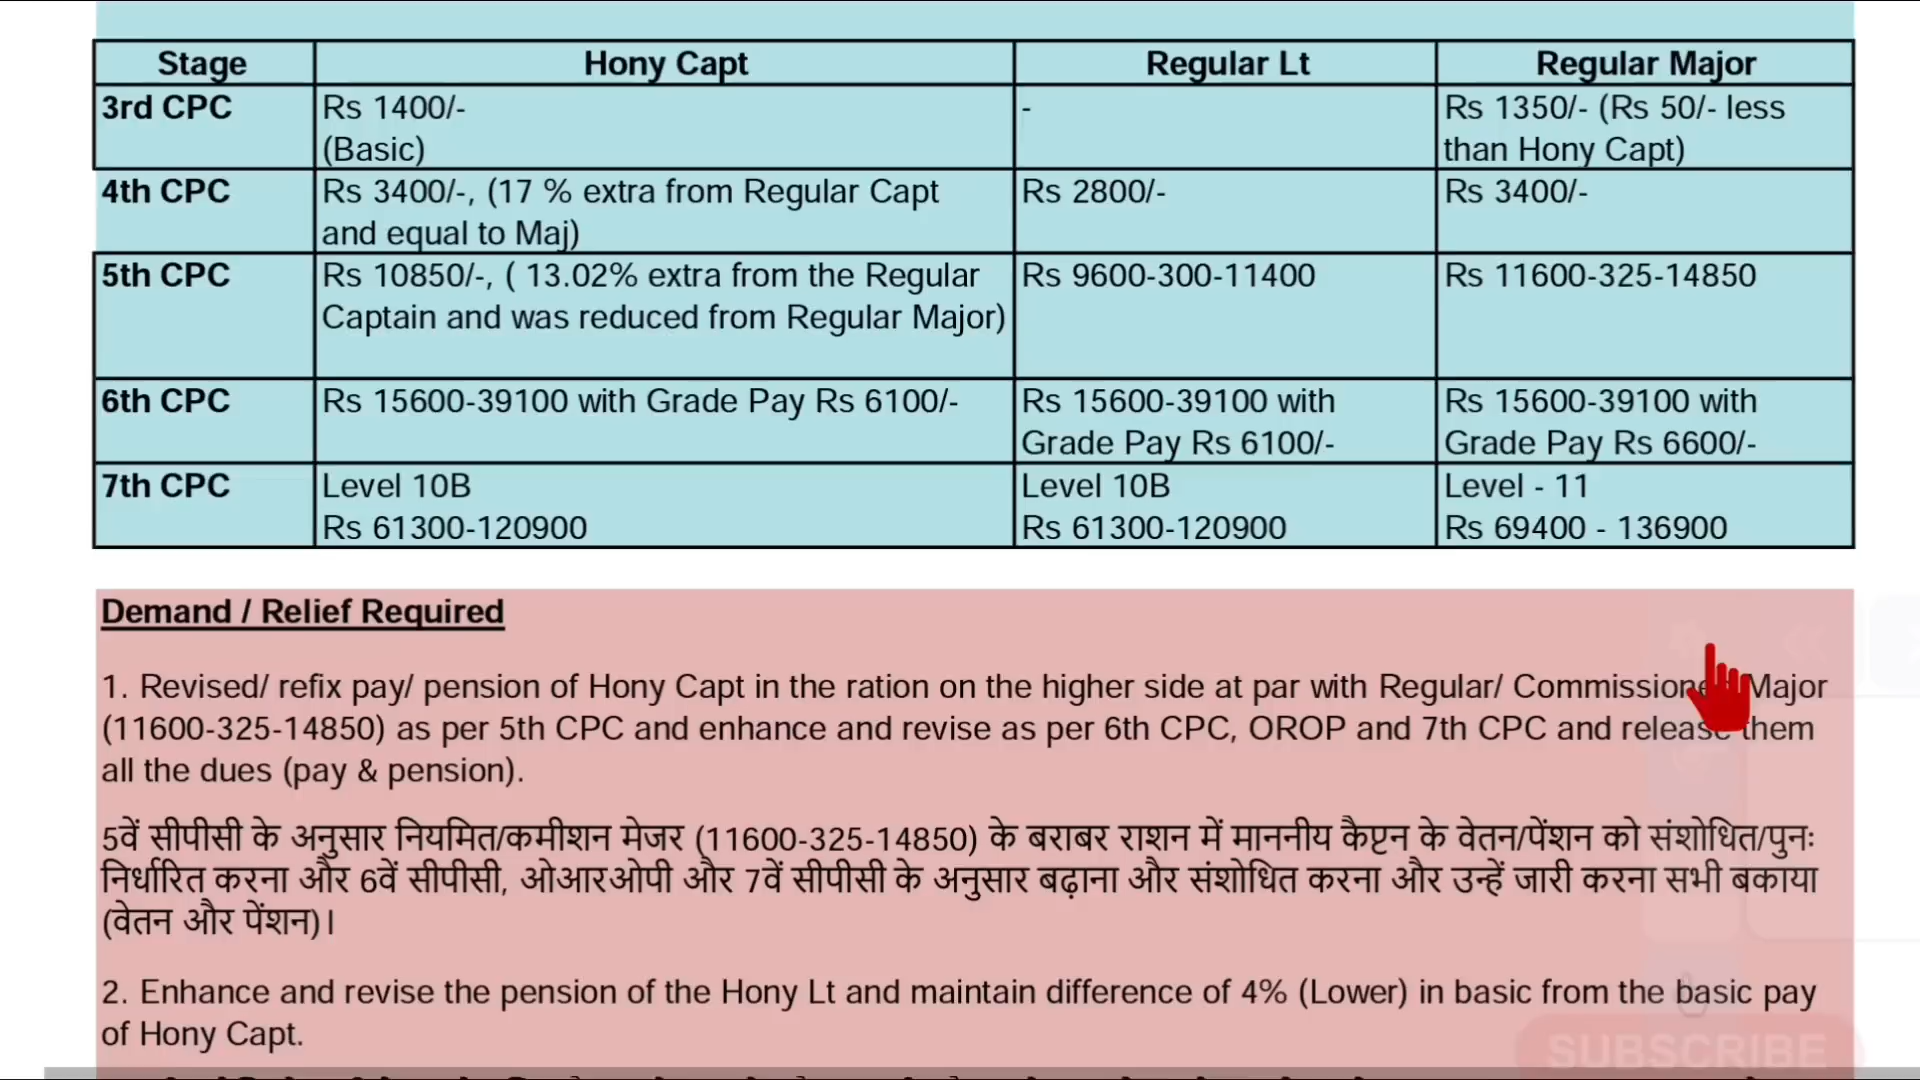 Stage Hony Capt Regular Lt Regular Major
3rd CPC Rs 1400/- - Rs 1350/- (Rs 50/- less
(Basic) than Hony Capt)
4th CPC Rs 3400/-, (17 % extra from Regular Capt Rs 2800/- Rs 3400/-
and equal to Maj)
5th CPC Rs 10850/-, ( 13.02% extra from the Regular Rs 9600-300-11400 Rs 11600-325-14850
Captain and was reduced from Regular Major)
6th CPC Rs 15600-39100 with Grade Pay Rs 6100/- Rs 15600-39100 with Rs 15600-39100 with
Grade Pay Rs 6100/- Grade Pay Rs 6600/-
7th CPC Level 10B Level 10B Level - 11
Rs 61300-120900 Rs 61300-120900 Rs 69400 - 136900
Demand / Relief Required
1. Revised/ refix pay/ pension of Hony Capt in the ration on the higher side at par with Regular/ Major
(11600-325-14850) as per 5th CPC and enhance and revise as per 6th CPC, OROP and 7th CPC and release them
all the dues (pay & pension).
5वें सीपीसी के अनुसार नियमित/कमीशन मेजर (11600-325-14850) के बराबर राशन में माननीय कैप्टन के वेतन/पेंशन को संशोधित/पुनः
निर्धारित करना और 6वें सीपीसी, ओआरओपी और 7वें सीपीसी के अनुसार बढ़ाना और संशोधित करना और उन्हें जारी करना सभी बकाया
(वेतन और पेंशन)।
2. Enhance and revise the pension of the Hony Lt and maintain difference of 4% (Lower) in basic from the basic pay
of Hony Capt.
SUBSCRIBE